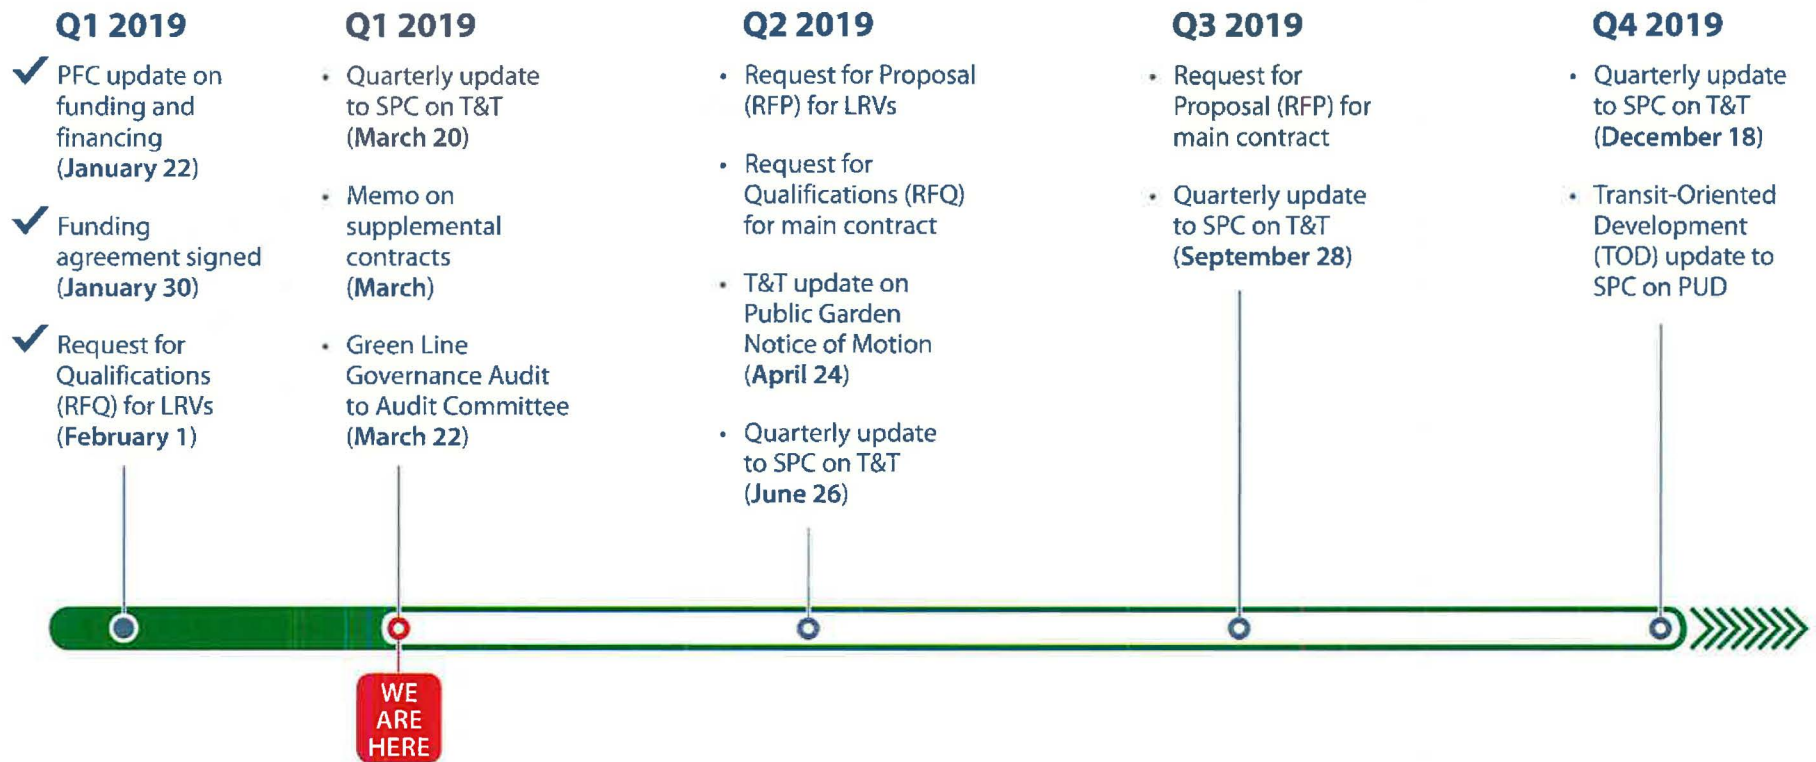 Q1 2019
PFC update on
funding and
financing
(January 22)
Funding
agreement signed
(January 30)
Request for
Qualifications
(RFQ) for LRVs
(February 1)
Q1 2019
• Quarterly update
to SPC on T&T
(March 20)
• Memo on
supplemental
contracts
(March)
• Green Line
Governance Audit
to Audit Committee
(March 22)
Q2 2019
• Request for Proposal
(RFP) for LRVs
• Request for
Qualifications (RFQ)
for main contract
• T&T update on
Public Garden
Notice of Motion
(April 24)
• Quarterly update
to SPC on T&T
(June 26)
Q3 2019
• Request for
Proposal (RFP) for
main contract
• Quarterly update
to SPC on T&T
(September 28)
Q4 2019
• Quarterly update
to SPC on T&T
(December 18)
• Transit-Oriented
Development
(TOD) update to
SPC on PUD
WE
ARE
HERE